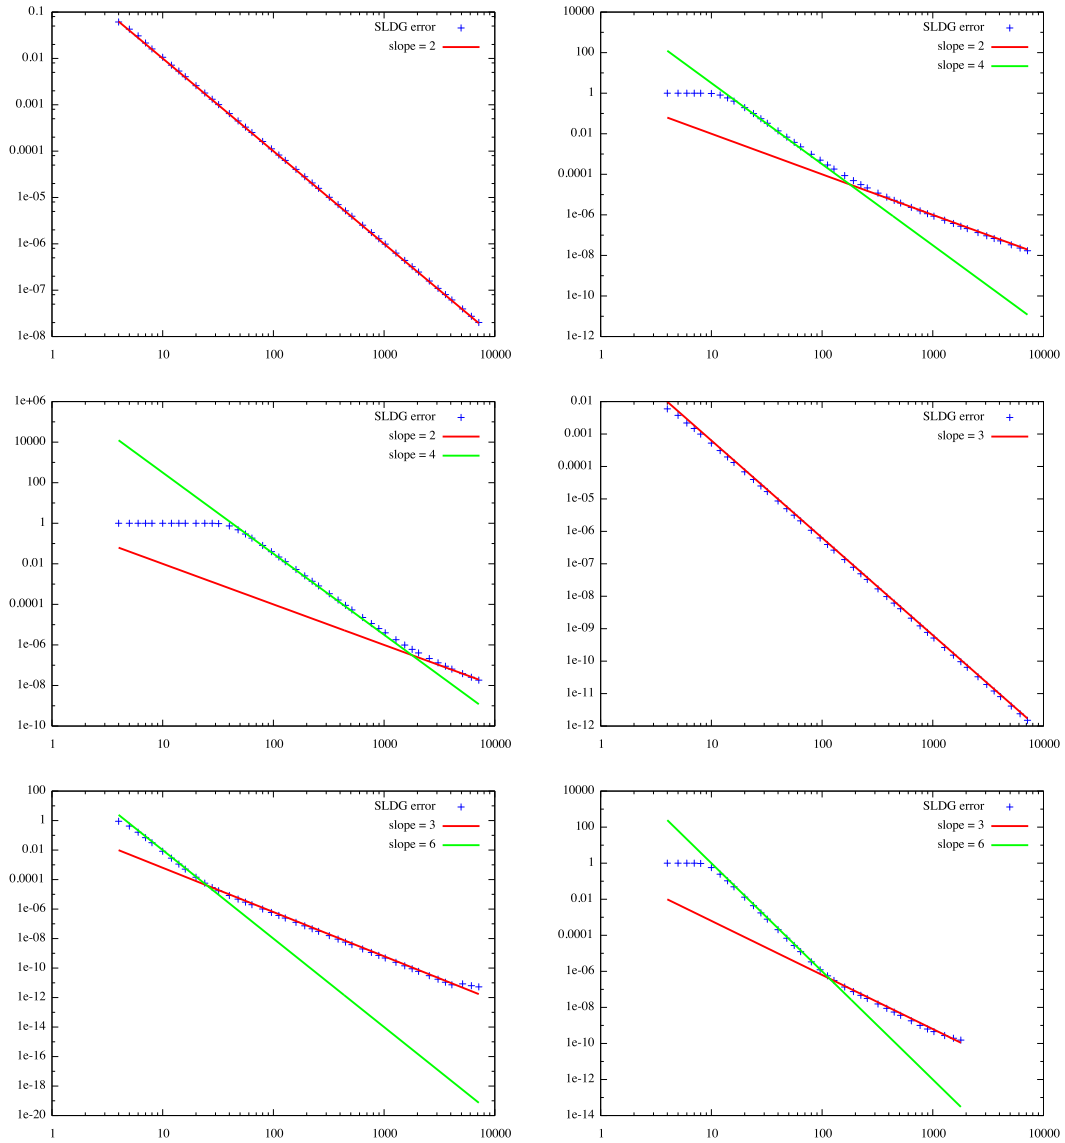 0.1
0.01
0.001
0.0001
1e-05
1e-06
1e-07
1e-08
1 10 100 1000 10000
SLDG error
slope = 2
10000
100
1
0.01
0.0001
1e-06
1e-08
1e-10
1e-12
1 10 100 1000 10000
SLDG error
slope = 2
slope = 4
1e+06
10000
100
1
0.01
0.0001
1e-06
1e-08
1e-10
1 10 100 1000 10000
SLDG error
slope = 2
slope = 4
0.01
0.001
0.0001
1e-05
1e-06
1e-07
1e-08
1e-09
1e-10
1e-11
1e-12
1 10 100 1000 10000
SLDG error
slope = 3
100
1
0.01
0.0001
1e-06
1e-08
1e-10
1e-12
1e-14
1e-16
1e-18
1e-20
1 10 100 1000 10000
SLDG error
slope = 3
slope = 6
10000
100
1
0.01
0.0001
1e-06
1e-08
1e-10
1e-12
1e-14
1 10 100 1000 10000
SLDG error
slope = 3
slope = 6